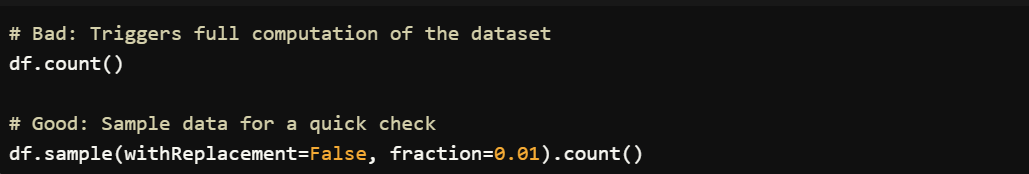 # Bad: Triggers full computation of the dataset
df.count()
# Good: Sample data for a quick check
df.sample(withReplacement=False, fraction=0.01).count()